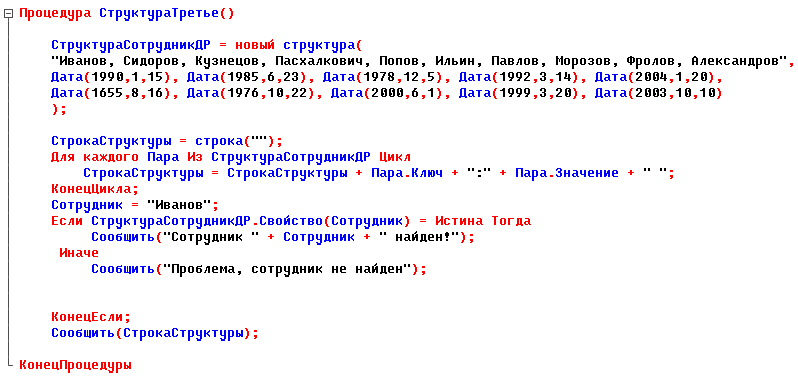 Процедура СтруктураТретье()
СтруктураСотрудникДР = новый структура(
"Иванов, Сидоров, Кузнецов, Пасхалкович, Попов, Ильин, Павлов, Морозов, Фролов, Александров",
Дата(1990,1,15), Дата(1985,6,23), Дата(1978,12,5), Дата(1992,3,14), Дата(2004,1,20),
Дата(1655,8,16), Дата(1976,10,22), Дата(2000,6,1), Дата(1999,3,20), Дата(2003,10,10)
);
СтрокаСтруктуры = строка("");
Для каждого Пара Из СтруктураСотрудникДР Цикл
СтрокаСтруктуры = СтрокаСтруктуры + Пара.Ключ + ":" + Пара.Значение + " ";
КонецЦикла;
Сотрудник = "Иванов";
Если СтруктураСотрудникДР.Свойство(Сотрудник) = Истина Тогда
Сообщить("Сотрудник " + Сотрудник + " найден!");
Иначе
Сообщить("Проблема, сотрудник не найден");
КонецЕсли;
Сообщить(СтрокаСтруктуры);
КонецПроцедуры